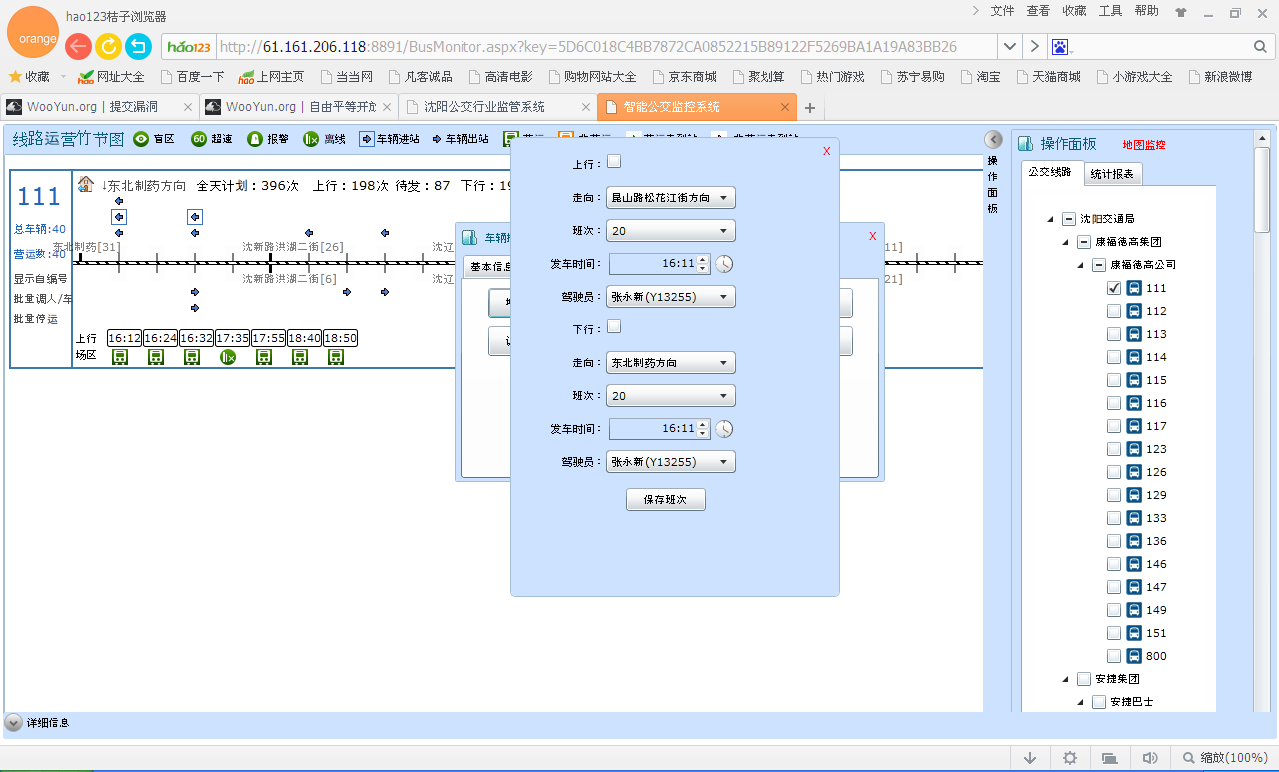 hao123桔子浏览器
文件 查看 收藏 工具 帮助
orange
hao123 http://61.161.206.118:8891/BusMonitor.aspx?key=5DCC018C4BB7872CA0852215B89122F5209BA1A19A83BB26
收藏 网址大全 百度一下 上网主页 当当网 凡客诚品 高清电影 购物网站大全 京东商城 聚划算 热门游戏 苏宁易购 淘宝 天猫商城 小游戏大全 新浪微博
WooYun.org | 提交漏洞 WooYun.org | 自由平等开放 沈阳公交行业监管系统 智能公交监控系统
线路运营竹节图 盲区 60 超速 报警 离线 车辆进站 车辆出站
操作面板 地图监控
操作面板
公交线路 统计报表
111
总车辆:40
营运数:40
显示自编号
批量调人/车
批量停运
↓东北制药方向 全天计划：396次 上行：198次 待发：87 下行：19
东北制药[31] 沈新路洪湖二街[26] 沈辽
沈新路洪湖二街[6] 沈辽
11]
21]
上行 16:12 16:24 16:32 17:35 17:55 18:40 18:50
场区
基本信息
X
X
上行：
走向： 昆山路松花江街方向
班次： 20
发车时间： 16:11
驾驶员： 张永新(Y13255)
下行：
走向： 东北制药方向
班次： 20
发车时间： 16:11
驾驶员： 张永新(Y13255)
保存班次
沈阳交通局
康福德高集团
康福德高公司
111
112
113
114
115
116
117
123
126
129
133
136
146
147
149
151
800
安捷集团
安捷巴士
详细信息
缩放(100%)